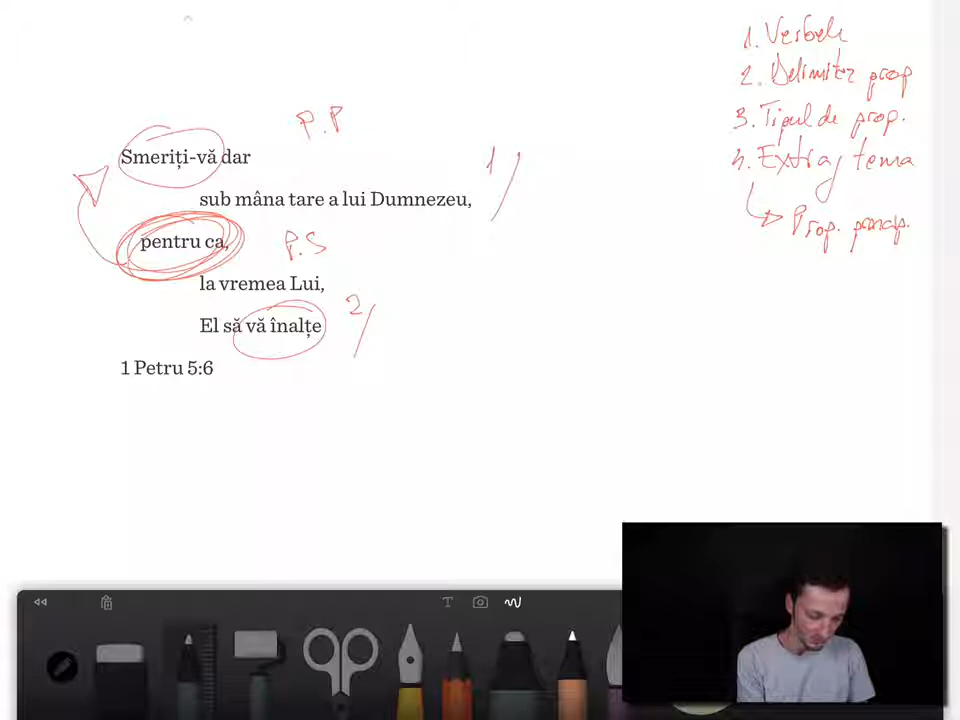 1. Verbele
2. Delimitez prop
3. Tipul de prop.
4. Extrag tema
Prop. princip.
P.P
Smeriți-vă dar
1/
sub mâna tare a lui Dumnezeu,
pentru ca,
P.S
la vremea Lui,
2/
El să vă înalțe
1 Petru 5:6
T